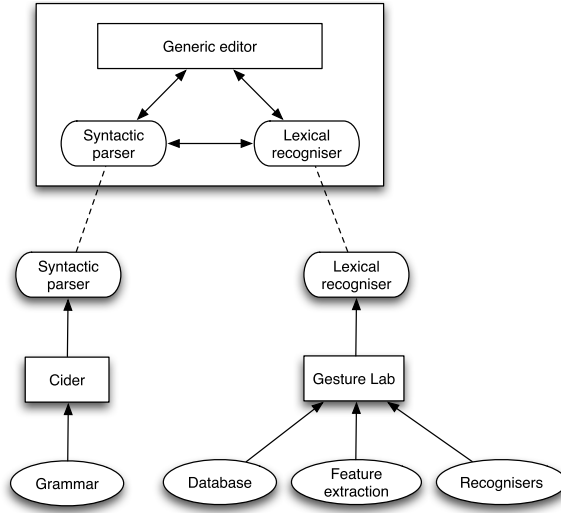 Generic editor
Syntactic
parser
Lexical
recogniser
Syntactic
parser
Lexical
recogniser
Cider
Gesture Lab
Grammar
Database
Feature
extraction
Recognisers